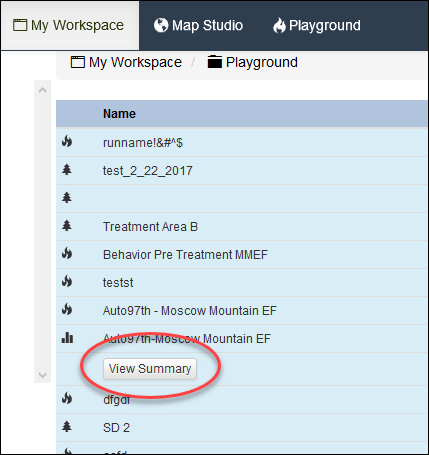 My Workspace Map Studio Playground
My Workspace / Playground
Name
runname!&#^$
test_2_22_2017
Treatment Area B
Behavior Pre Treatment MMEF
testst
Auto97th - Moscow Mountain EF
Auto97th-Moscow Mountain EF
View Summary
dfgdf
SD 2